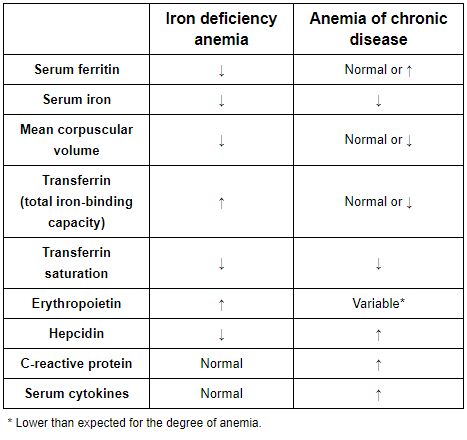 Iron deficiency anemia Anemia of chronic disease
Serum ferritin ↓ Normal or ↑
Serum iron ↓ ↓
Mean corpuscular volume ↓ Normal or ↓
Transferrin (total iron-binding capacity) ↑ Normal or ↓
Transferrin saturation ↓ ↓
Erythropoietin ↑ Variable*
Hepcidin ↓ ↑
C-reactive protein Normal ↑
Serum cytokines Normal ↑
* Lower than expected for the degree of anemia.